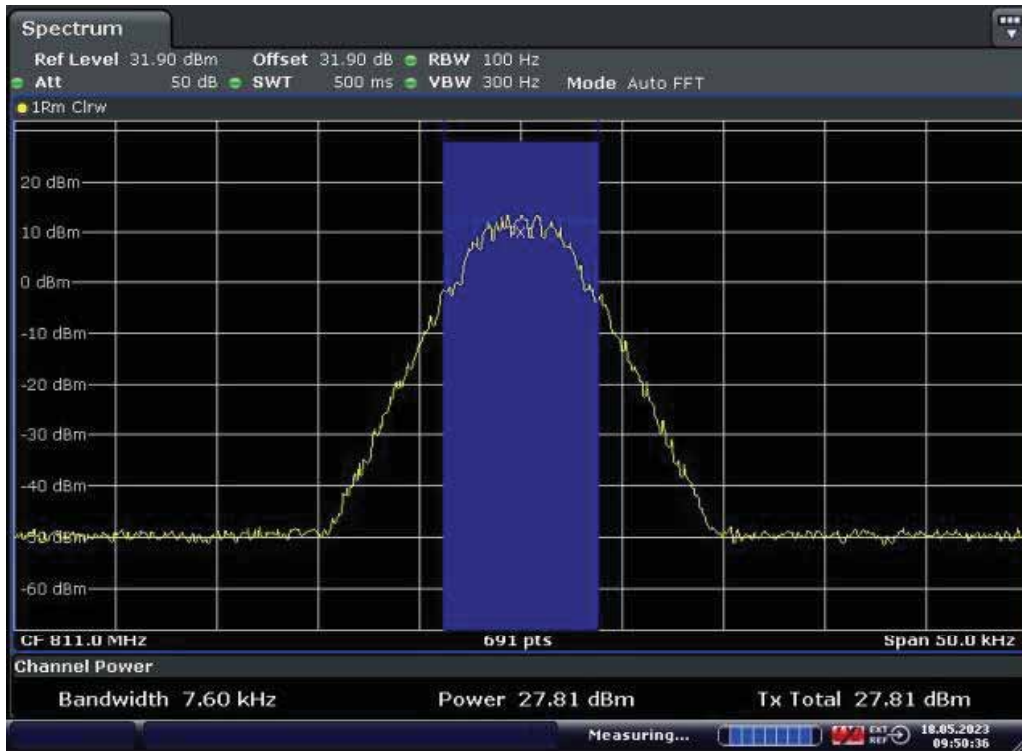 Spectrum
Ref Level 31.90 dBm Offset 31.90 dB RBW 100 Hz
Att 50 dB SWT 500 ms VBW 300 Hz Mode Auto FFT
1Rm Clrw
20 dBm
10 dBm
0 dBm
-10 dBm
-20 dBm
-30 dBm
-40 dBm
-50 dBm
-60 dBm
CF 811.0 MHz 691 pts Span 50.0 kHz
Channel Power
Bandwidth 7.60 kHz Power 27.81 dBm Tx Total 27.81 dBm
Measuring... EXT REF 18.05.2023
09:50:36